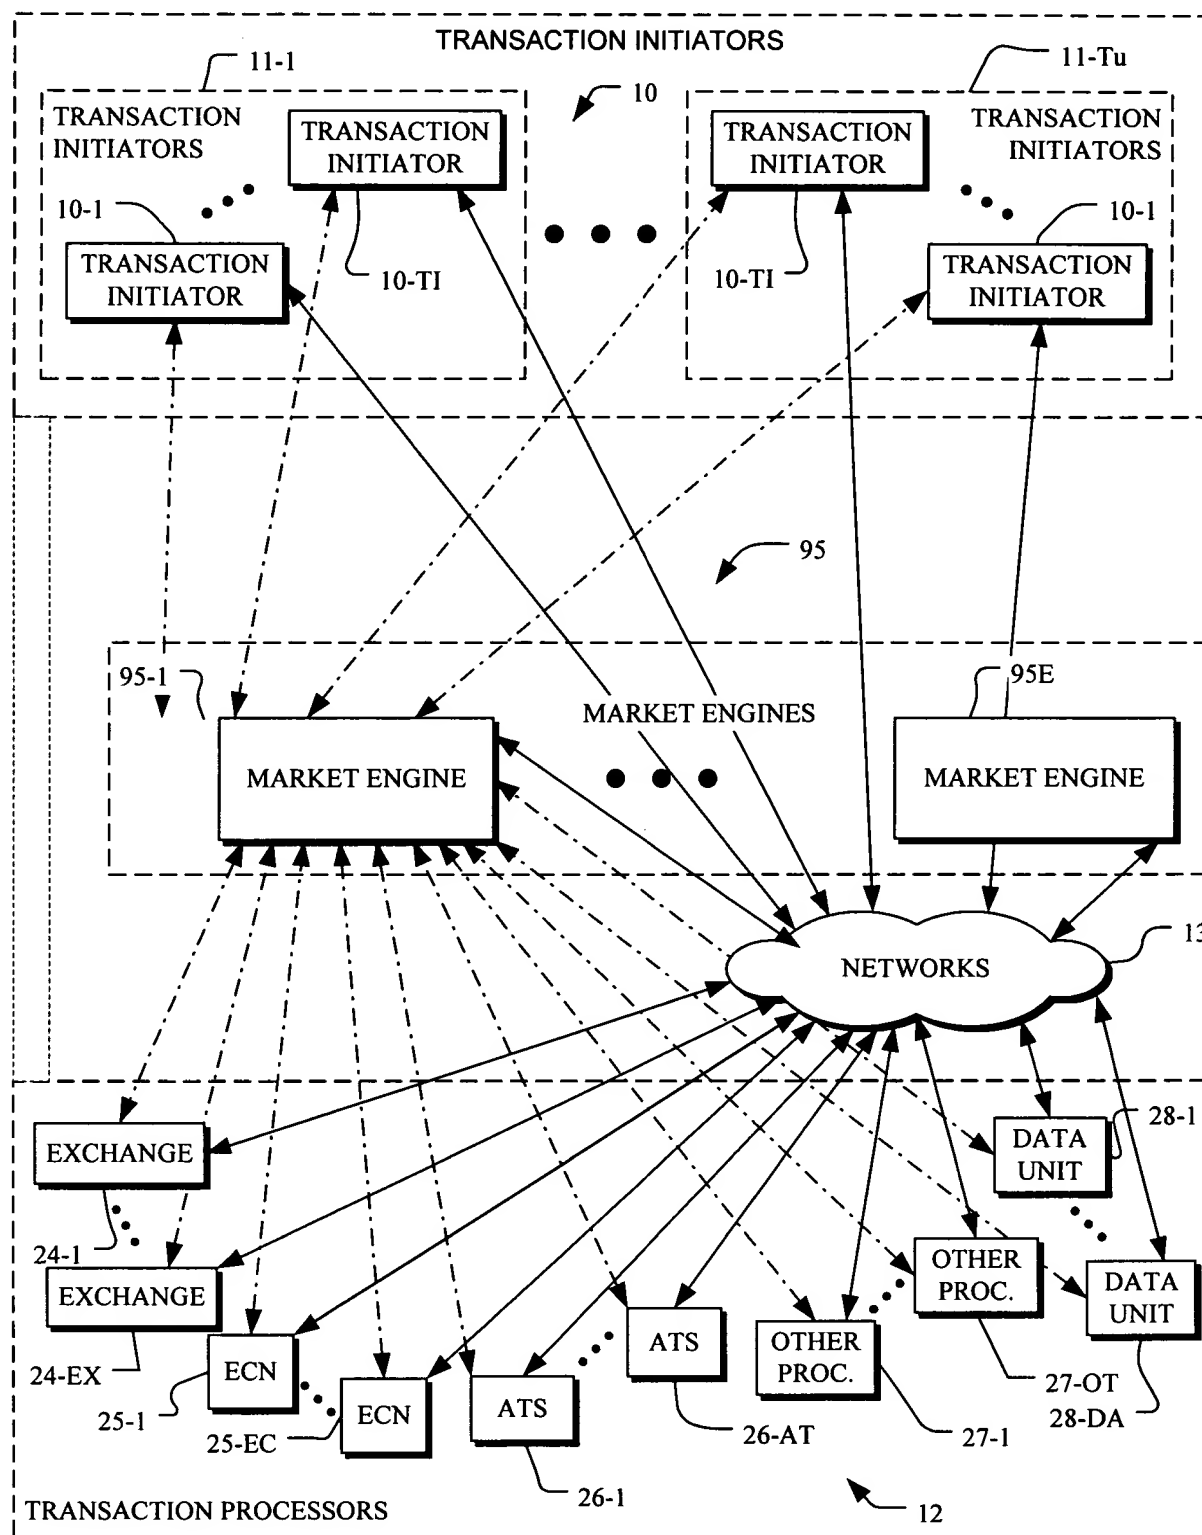 TRANSACTION INITIATORS
11-1
11-Tu
10
TRANSACTION
INITIATORS
TRANSACTION
INITIATOR
TRANSACTION
INITIATOR
TRANSACTION
INITIATORS
10-1
10-TI
10-TI
10-1
TRANSACTION
INITIATOR
TRANSACTION
INITIATOR
95
95-1
95E
MARKET ENGINES
MARKET ENGINE
MARKET ENGINE
13
NETWORKS
EXCHANGE
24-1
EXCHANGE
24-EX
ECN
25-1
ECN
25-EC
ATS
26-1
ATS
26-AT
OTHER
PROC.
27-1
OTHER
PROC.
27-OT
DATA
UNIT
28-1
DATA
UNIT
28-DA
12
TRANSACTION PROCESSORS